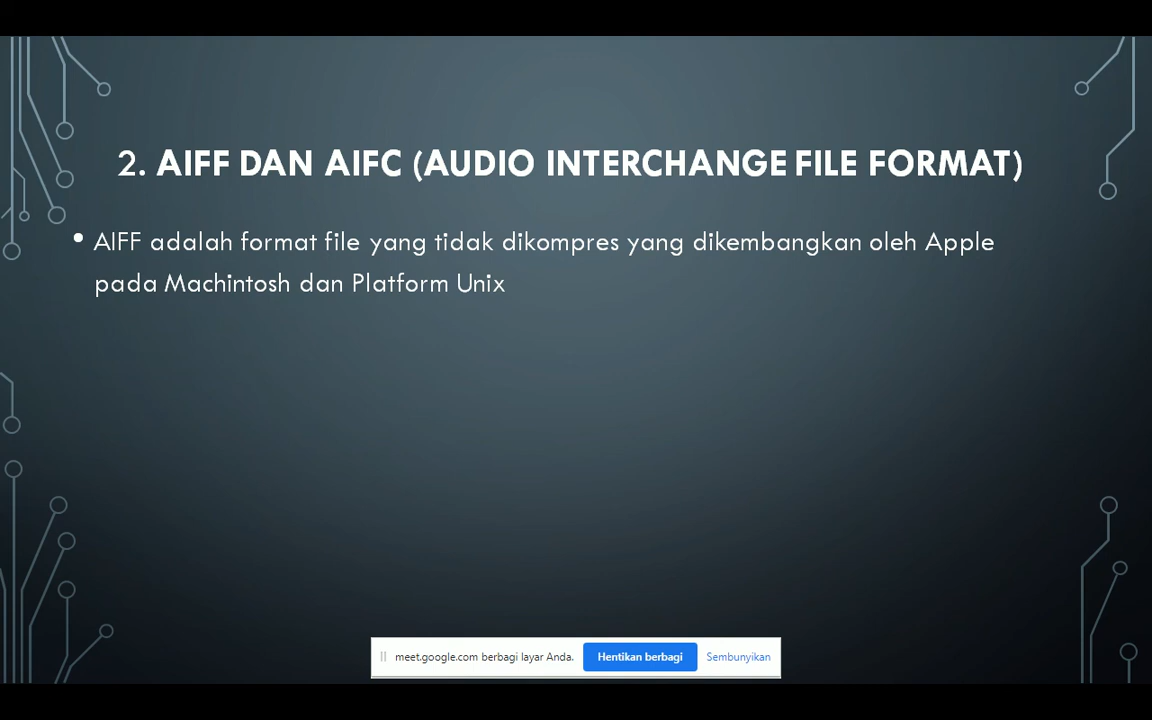 2. AIFF DAN AIFC (AUDIO INTERCHANGE FILE FORMAT)
• AIFF adalah format file yang tidak dikompres yang dikembangkan oleh Apple
pada Machintosh dan Platform Unix
meet.google.com berbagi layar Anda. Hentikan berbagi Sembunyikan